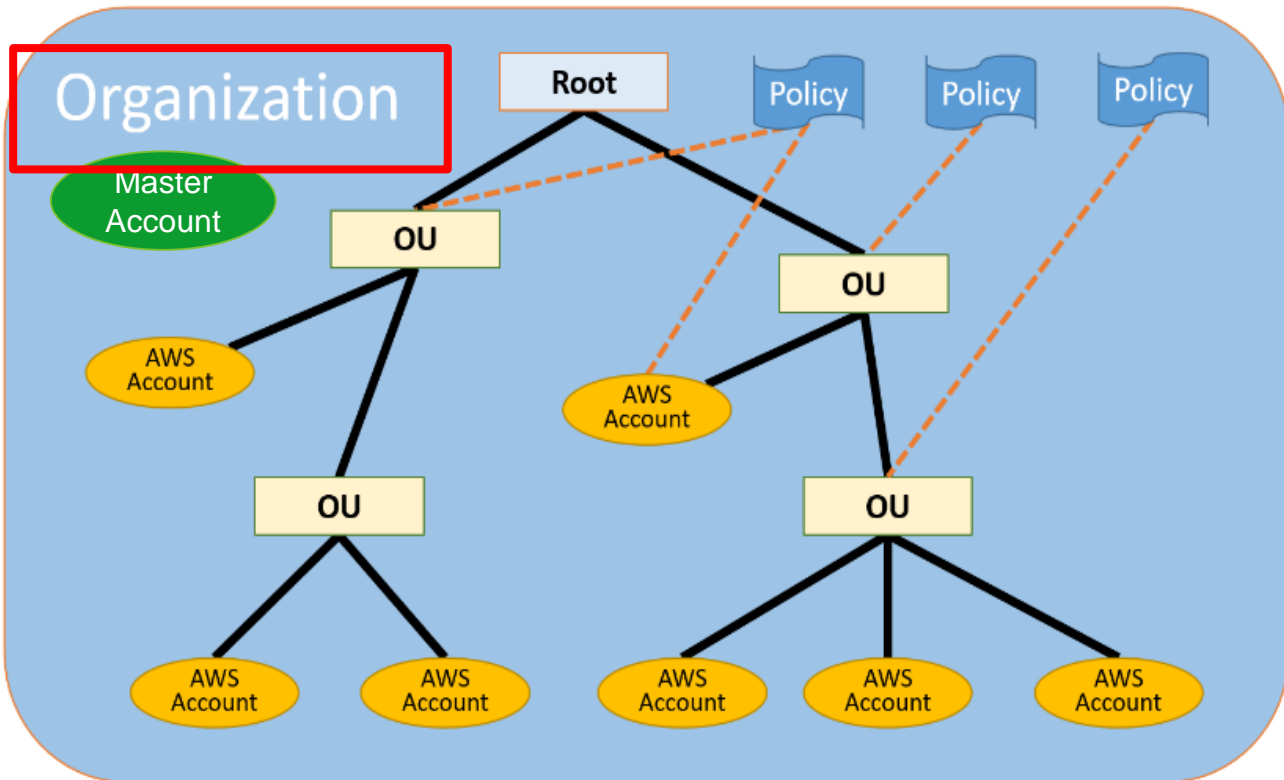 Organization
Root
Policy
Policy
Policy
Master
Account
OU
OU
AWS
Account
AWS
Account
OU
OU
AWS
Account
AWS
Account
AWS
Account
AWS
Account
AWS
Account